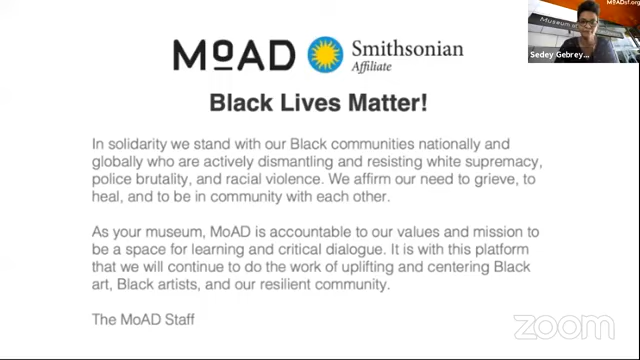 MOADsf.org
Museum of
Sedey Gebrey...
MOAD
Smithsonian
Affiliate
Black Lives Matter!
In solidarity we stand with our Black communities nationally and
globally who are actively dismantling and resisting white supremacy,
police brutality, and racial violence. We affirm our need to grieve, to
heal, and to be in community with each other.
As your museum, MoAD is accountable to our values and mission to
be a space for learning and critical dialogue. It is with this platform
that we will continue to do the work of uplifting and centering Black
art, Black artists, and our resilient community.
The MoAD Staff
zoom